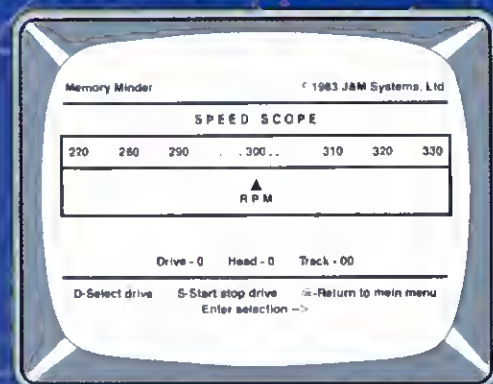 Memory Minder © 1983 J&M Systems, Ltd
SPEED SCOPE
220 280 290 . . 300 . . 310 320 330
RPM
Drive - 0 Head - 0 Track - 00
D-Select drive S-Start stop drive -Return to main menu
Enter selection -->